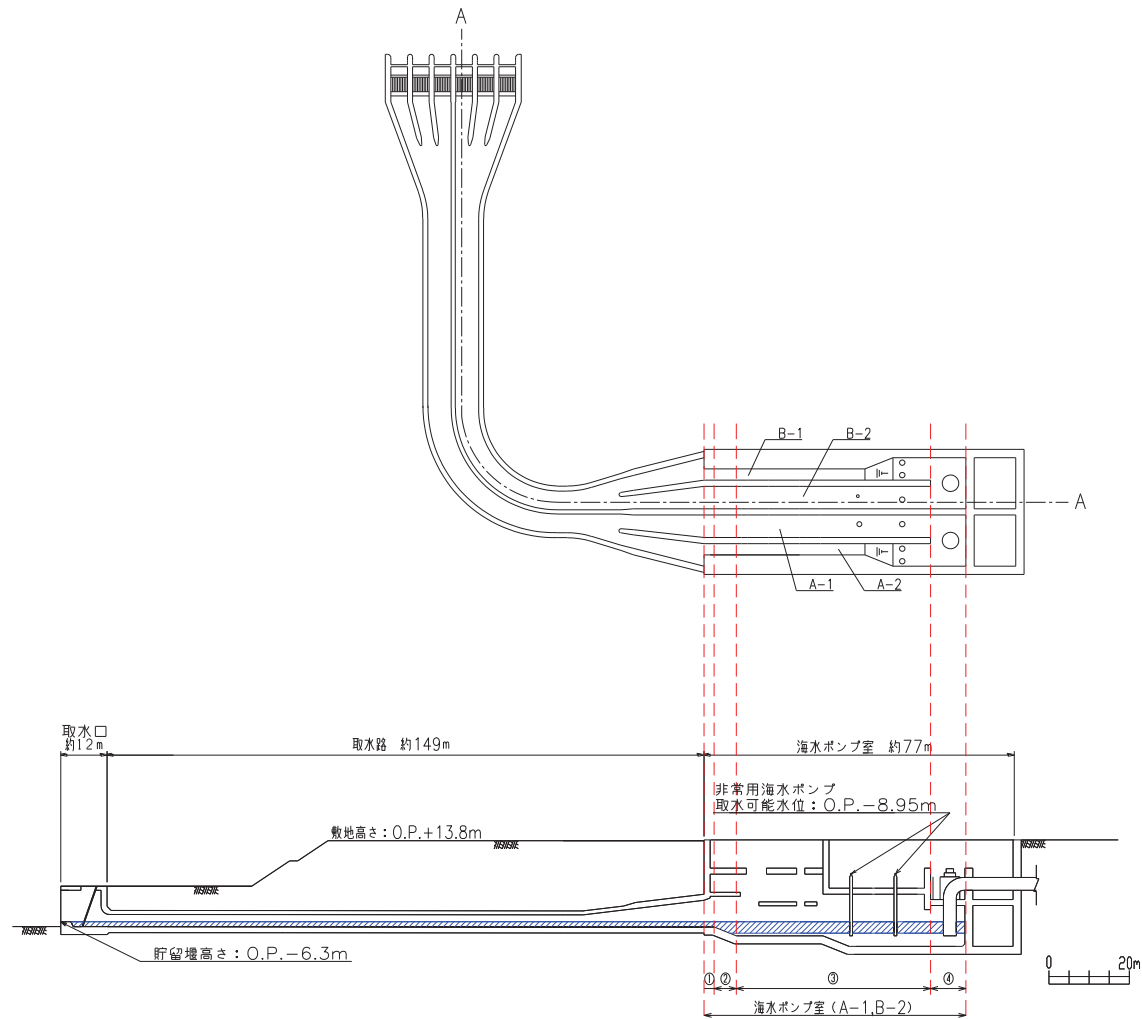 A
B-1
B-2
A
A-1
A-2
取水口
約12m
取水路 約149m
海水ポンプ室 約77m
非常用海水ポンプ
取水可能水位：O.P.-8.95m
敷地高さ：O.P.+13.8m
貯留堰高さ：O.P.-6.3m
① ② ③ ④
海水ポンプ室（A-1,B-2）
0 20m